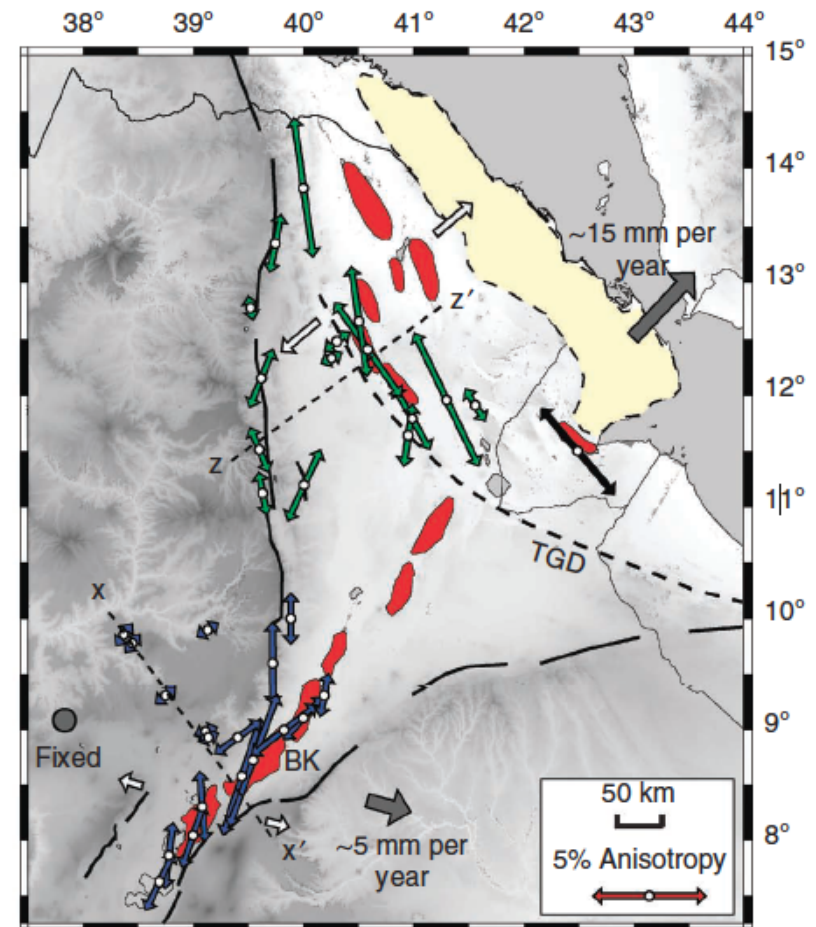 38° 39° 40° 41° 42° 43° 44°
15°
14°
~15 mm per
year
13°
z
12°
z
11°
TGD
x
10°
9°
Fixed
BK
50 km
8°
~5 mm per
year
x′
5% Anisotropy